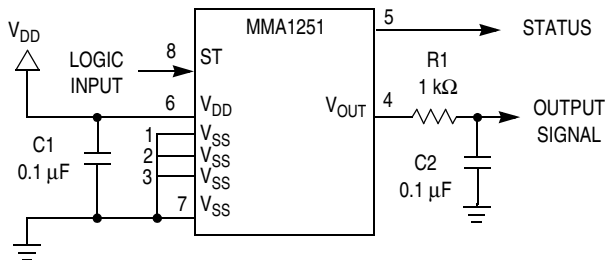 V_DD
LOGIC
INPUT
8
ST
MMA1251
5
STATUS
R1
1 kΩ
6
V_DD
V_OUT
4
OUTPUT
SIGNAL
1
V_SS
2
V_SS
3
V_SS
7
V_SS
C1
0.1 μF
C2
0.1 μF